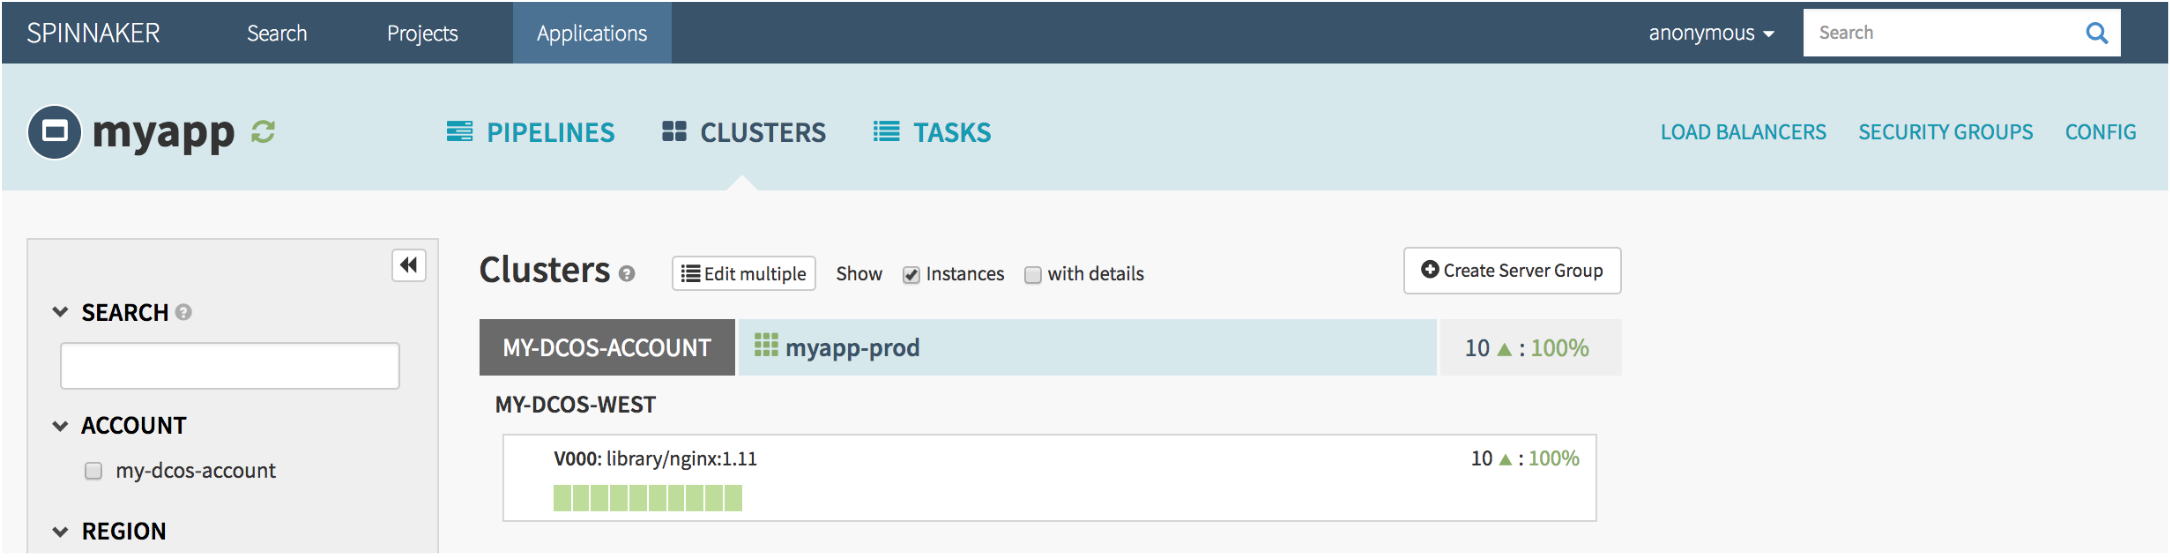 SPINNAKER Search Projects Applications anonymous Search
myapp PIPELINES CLUSTERS TASKS LOAD BALANCERS SECURITY GROUPS CONFIG
Clusters ? Edit multiple Show Instances with details Create Server Group
SEARCH ?
MY-DCOS-ACCOUNT myapp-prod 10 ▲ : 100%
MY-DCOS-WEST
ACCOUNT
my-dcos-account
V000: library/nginx:1.11 10 ▲ : 100%
REGION